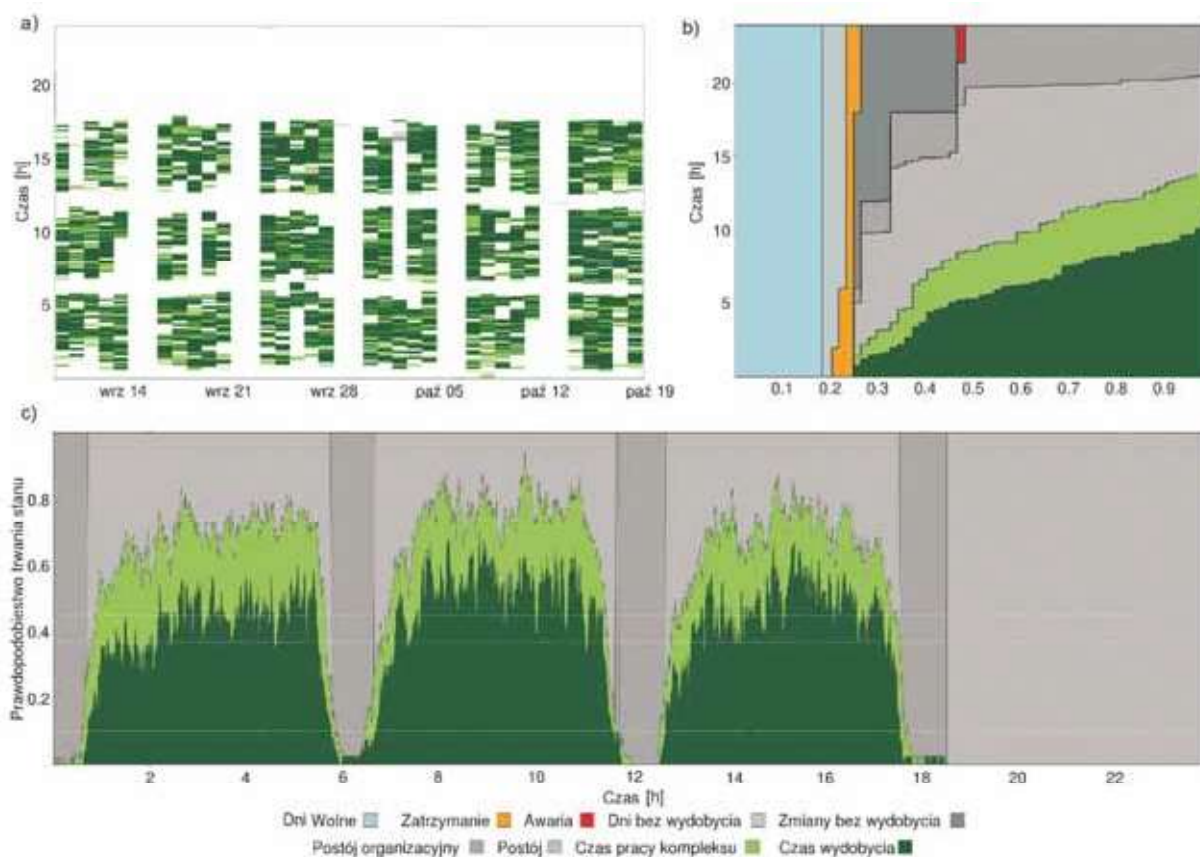 a)
b)
Czas [h]
20
15
10
5
wrz 14
wrz 21
wrz 28
paź 05
paź 12
paź 19
Czas [h]
20
15
10
5
0.1
0.2
0.3
0.4
0.5
0.6
0.7
0.8
0.9
c)
Prawdopodobiestwo trwania stanu
0.8
0.6
0.4
0.2
2
4
6
8
10
12
14
16
18
20
22
Czas [h]
Dni Wolne Zatrzymanie Awaria Dni bez wydobycia Zmiany bez wydobycia
Postój organizacyjny Postój Czas pracy kompleksu Czas wydobycia